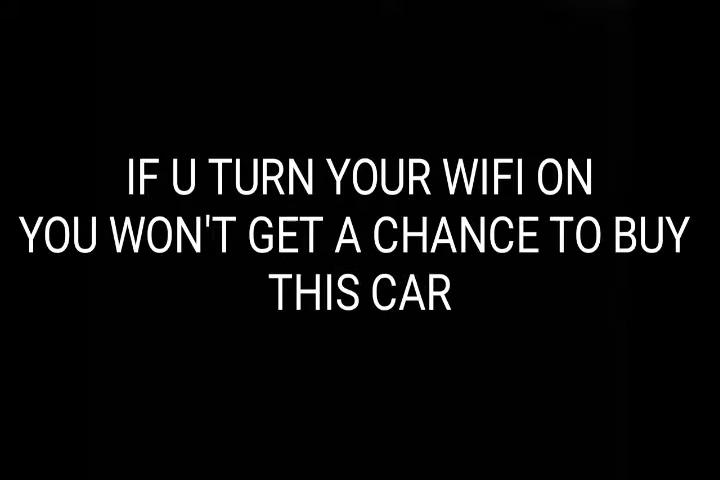 IF U TURN YOUR WIFI ON
YOU WON'T GET A CHANCE TO BUY
THIS CAR